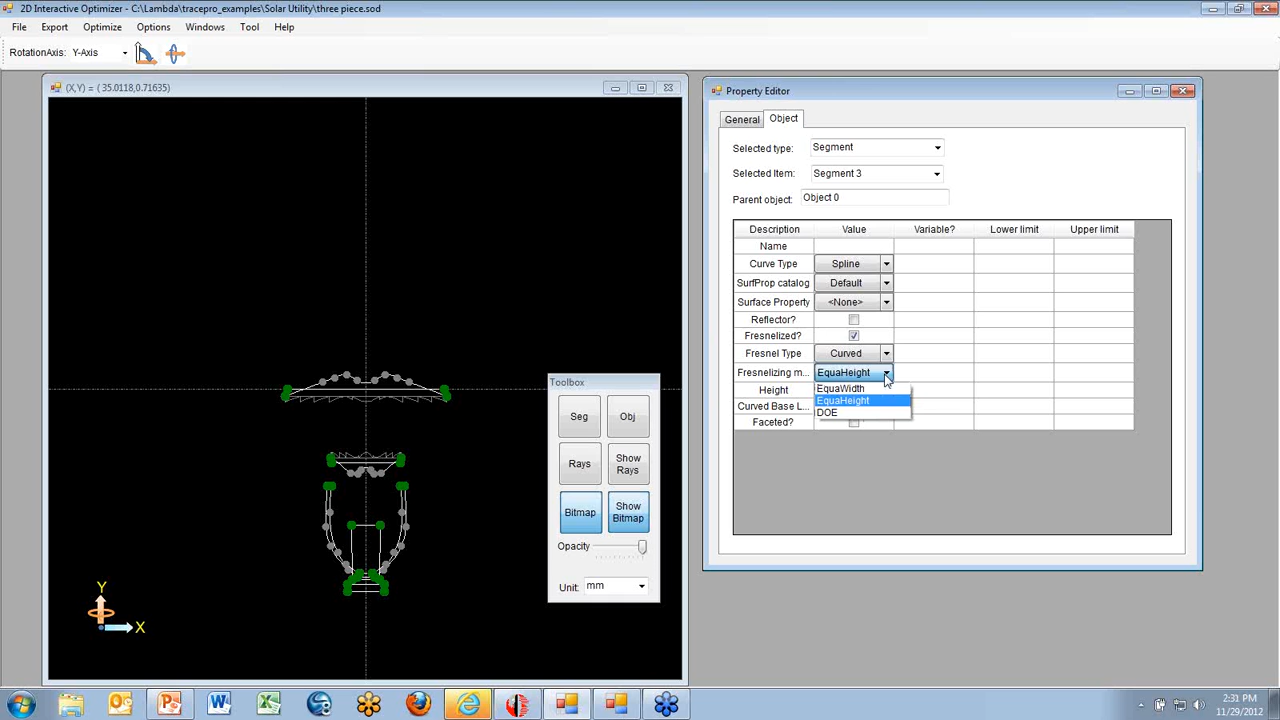 2D Interactive Optimizer - C:\Lambda\tracepro_examples\Solar Utility\three piece.sod
File Export Optimize Options Windows Tool Help
RotationAxis: Y-Axis
(X,Y) = ( 35.0118,0.71635)
Y
X
Toolbox
Seg Obj
Rays Show Rays
Bitmap Show Bitmap
Opacity
Unit: mm
Property Editor
General Object
Selected type: Segment
Selected Item: Segment 3
Parent object: Object 0
Description Value Variable? Lower limit Upper limit
Name
Curve Type Spline
SurfProp catalog Default
Surface Property <None>
Reflector?
Fresnelized?
Fresnel Type Curved
Fresnelizing m... EquaHeight
EquaWidth
Height EquaHeight
Curved Base L... DOE
Faceted?
2:31 PM
11/29/2012